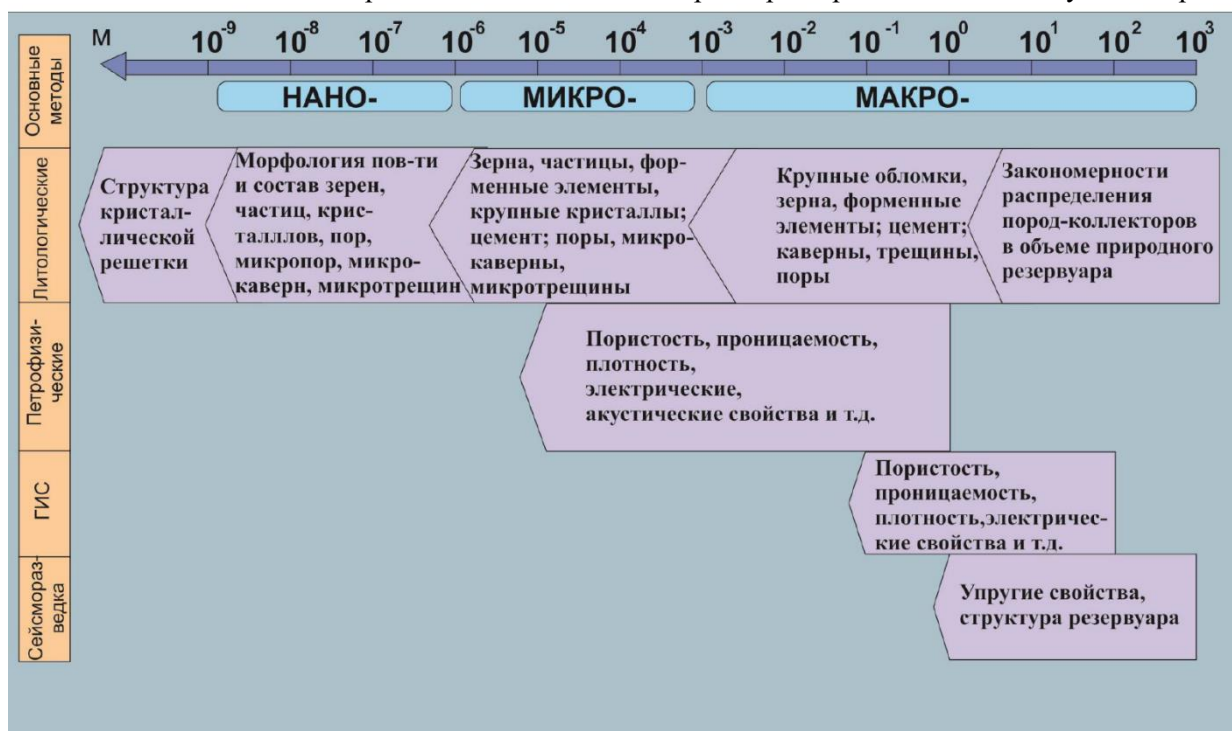 М 10⁻⁹ 10⁻⁸ 10⁻⁷ 10⁻⁶ 10⁻⁵ 10⁻⁴ 10⁻³ 10⁻² 10⁻¹ 10⁰ 10¹ 10² 10³
Основные
методы
НАНО- МИКРО- МАКРО-
Литологические
Структура
кристал-
лической
решетки
Морфология пов-ти
и состав зерен,
частиц, крис-
талллов, пор,
микропор, микро-
каверн, микротрещин
Зерна, частицы, фор-
менные элементы,
крупные кристаллы;
цемент; поры, микро-
каверны,
микротрещины
Крупные обломки,
зерна, форменные
элементы; цемент;
каверны, трещины,
поры
Закономерности
распределения
пород-коллекторов
в объеме природного
резервуара
Петрофизи-
ческие
Пористость, проницаемость,
плотность,
электрические,
акустические свойства и т.д.
ГИС
Пористость,
проницаемость,
плотность,электричес-
кие свойства и т.д.
Сейсмораз-
ведка
Упругие свойства,
структура резервуара